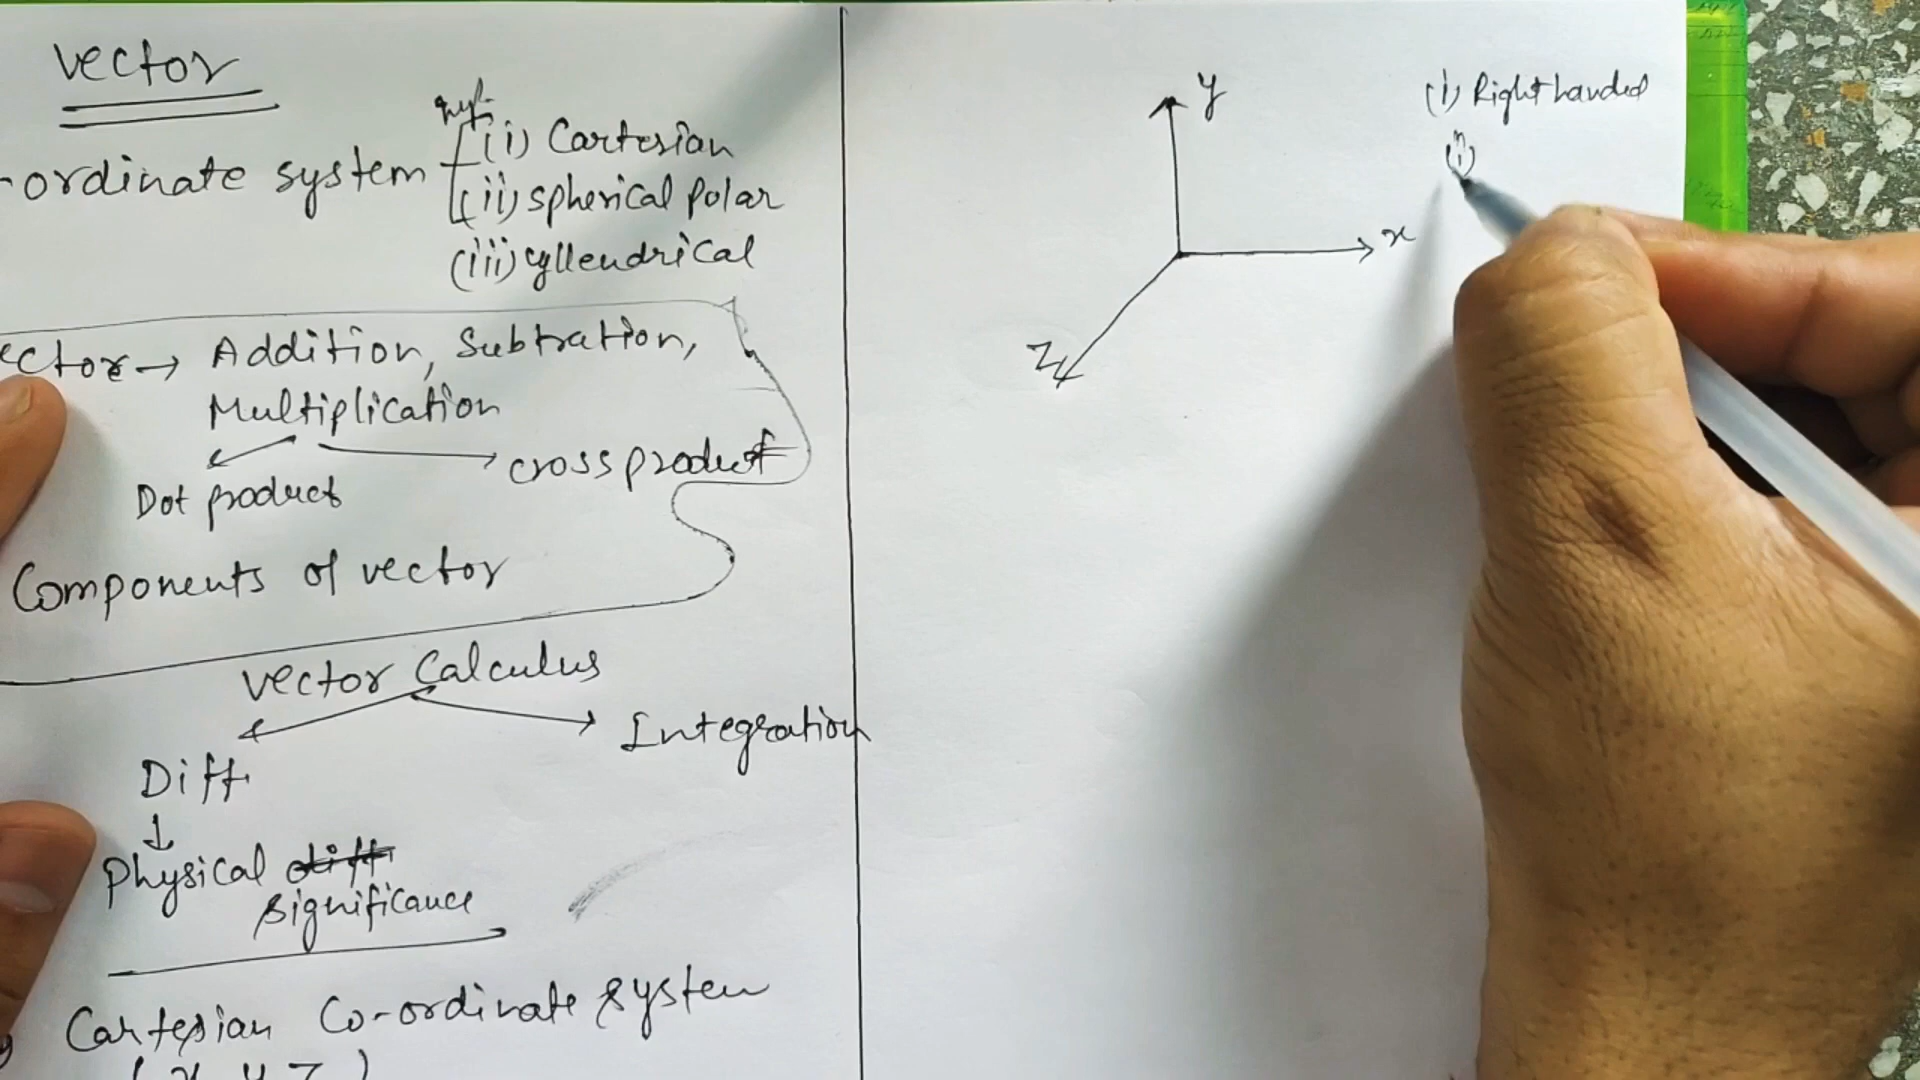 vector
-ordinate system
(i) Cartesian
(ii) spherical polar
(iii) cyllendrical
ector → Addition, Subtration,
Multiplication
Dot product
cross product
Components of vector
Vector Calculus
Diff.
Integration
Physical
significance
Cartesian Co-ordinate system
(x y z)
y
x
z
(i) Right handed